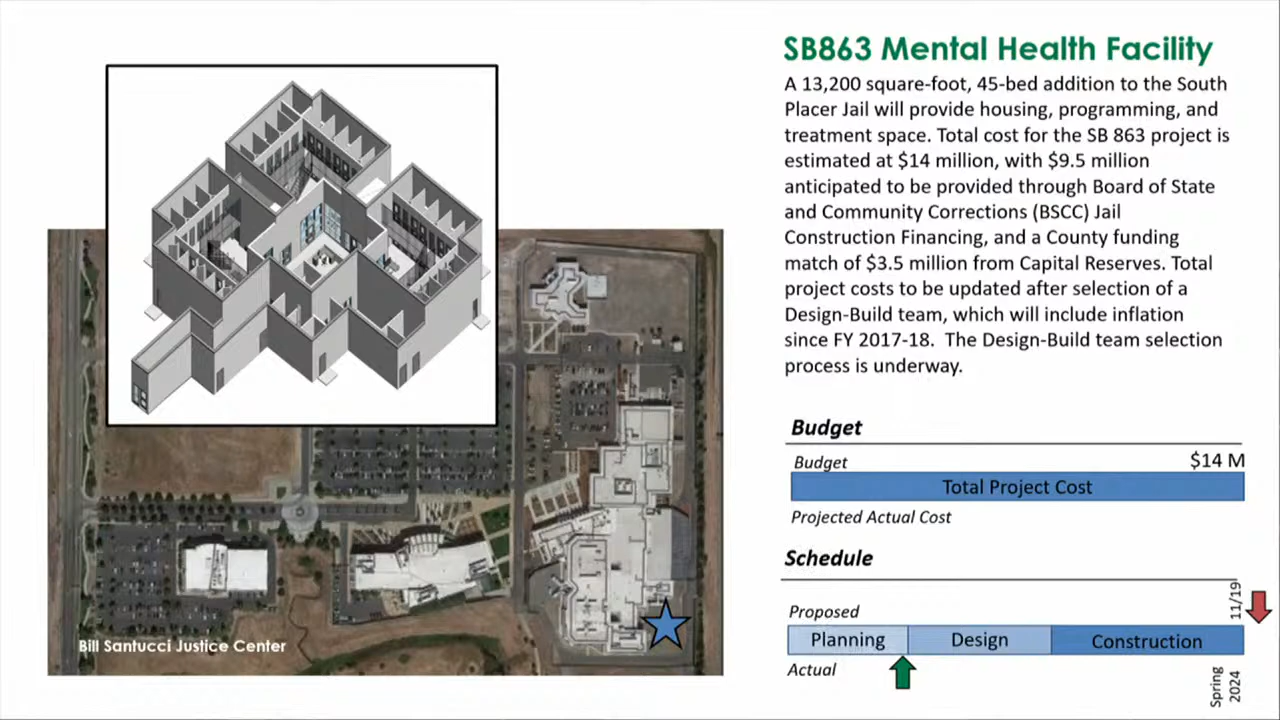 SB863 Mental Health Facility
A 13,200 square-foot, 45-bed addition to the South
Placer Jail will provide housing, programming, and
treatment space. Total cost for the SB 863 project is
estimated at $14 million, with $9.5 million
anticipated to be provided through Board of State
and Community Corrections (BSCC) Jail
Construction Financing, and a County funding
match of $3.5 million from Capital Reserves. Total
project costs to be updated after selection of a
Design-Build team, which will include inflation
since FY 2017-18. The Design-Build team selection
process is underway.
Budget
Budget
$14 M
Total Project Cost
Projected Actual Cost
Schedule
Proposed
11/19
Planning
Design
Construction
Actual
Spring
2024
Bill Santucci Justice Center